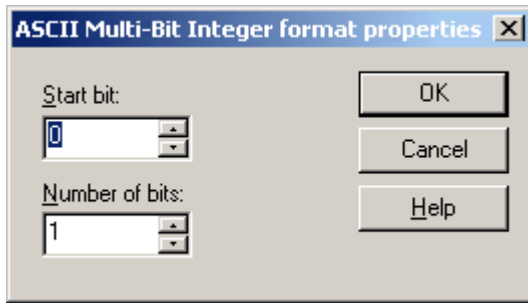 ASCII Multi-Bit Integer format properties
Start bit:
0
OK
Cancel
Number of bits:
1
Help